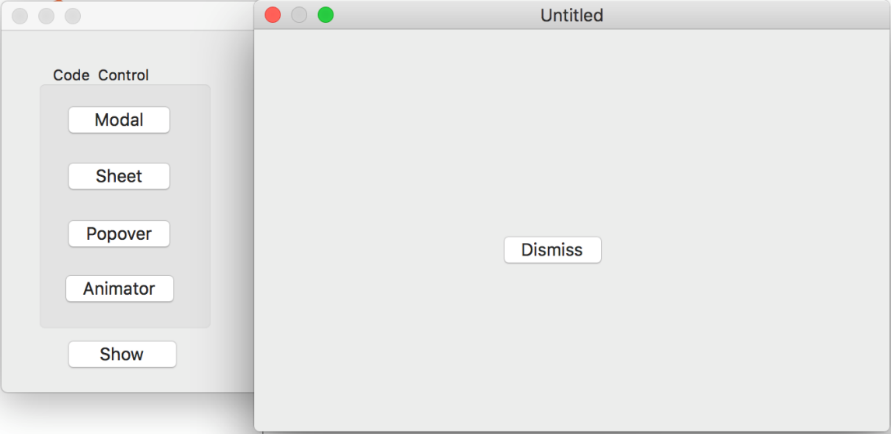 Untitled
Code Control
Modal
Sheet
Popover
Animator
Show
Dismiss